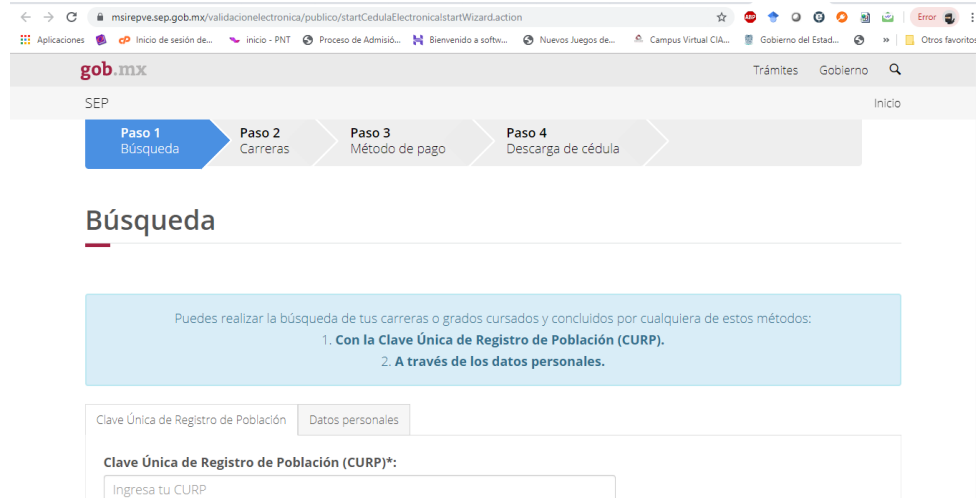 msirepve.sep.gob.mx/validacionelectronica/publico/startCedulaElectronica!startWizard.action Error
Aplicaciones Inicio de sesión de... inicio - PNT Proceso de Admisió... Bienvenido a softw... Nuevos Juegos de... Campus Virtual CIA... Gobierno del Estad... » Otros favoritos
gob.mx Trámites Gobierno
SEP Inicio
Paso 1 Paso 2 Paso 3 Paso 4
Búsqueda Carreras Método de pago Descarga de cédula
Búsqueda
Puedes realizar la búsqueda de tus carreras o grados cursados y concluidos por cualquiera de estos métodos:
1. Con la Clave Única de Registro de Población (CURP).
2. A través de los datos personales.
Clave Única de Registro de Población Datos personales
Clave Única de Registro de Población (CURP)*:
Ingresa tu CURP